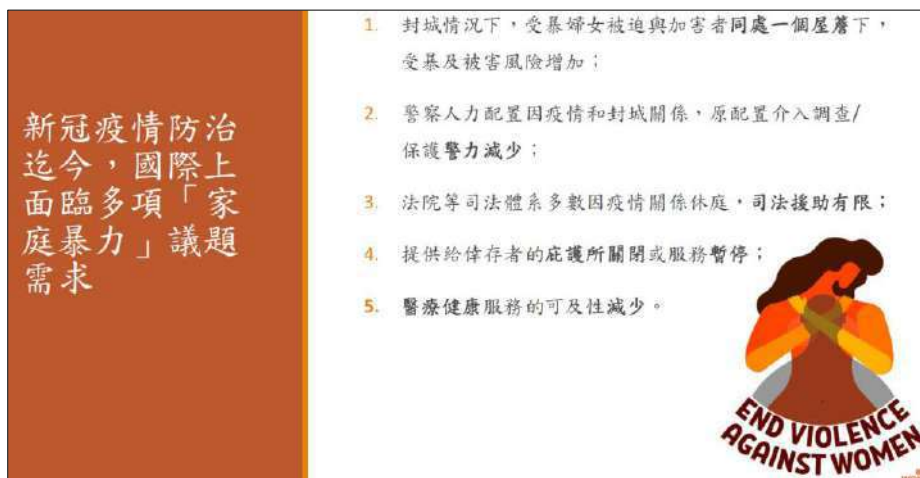 新冠疫情防治
迄今，國際上
面臨多項「家
庭暴力」議題
需求
1. 封城情況下，受暴婦女被迫與加害者同處一個屋簷下，
受暴及被害風險增加；
2. 警察人力配置因疫情和封城關係，原配置介入調查/
保護警力減少；
3. 法院等司法體系多數因疫情關係休庭，司法援助有限；
4. 提供給倖存者的庇護所關閉或服務暫停；
5. 醫療健康服務的可及性減少。
END VIOLENCE
AGAINST WOMEN